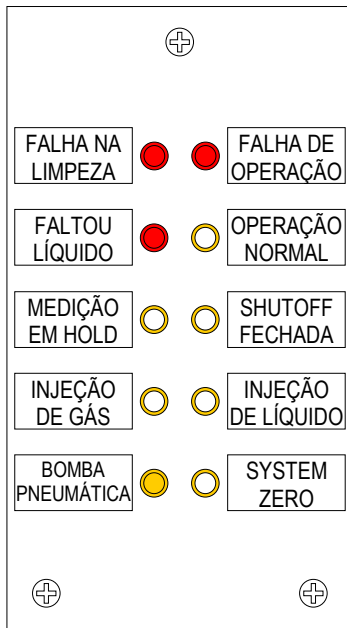 FALHA NA
LIMPEZA
FALHA DE
OPERAÇÃO
FALTOU
LÍQUIDO
OPERAÇÃO
NORMAL
MEDIÇÃO
EM HOLD
SHUTOFF
FECHADA
INJEÇÃO
DE GÁS
INJEÇÃO
DE LÍQUIDO
BOMBA
PNEUMÁTICA
SYSTEM
ZERO